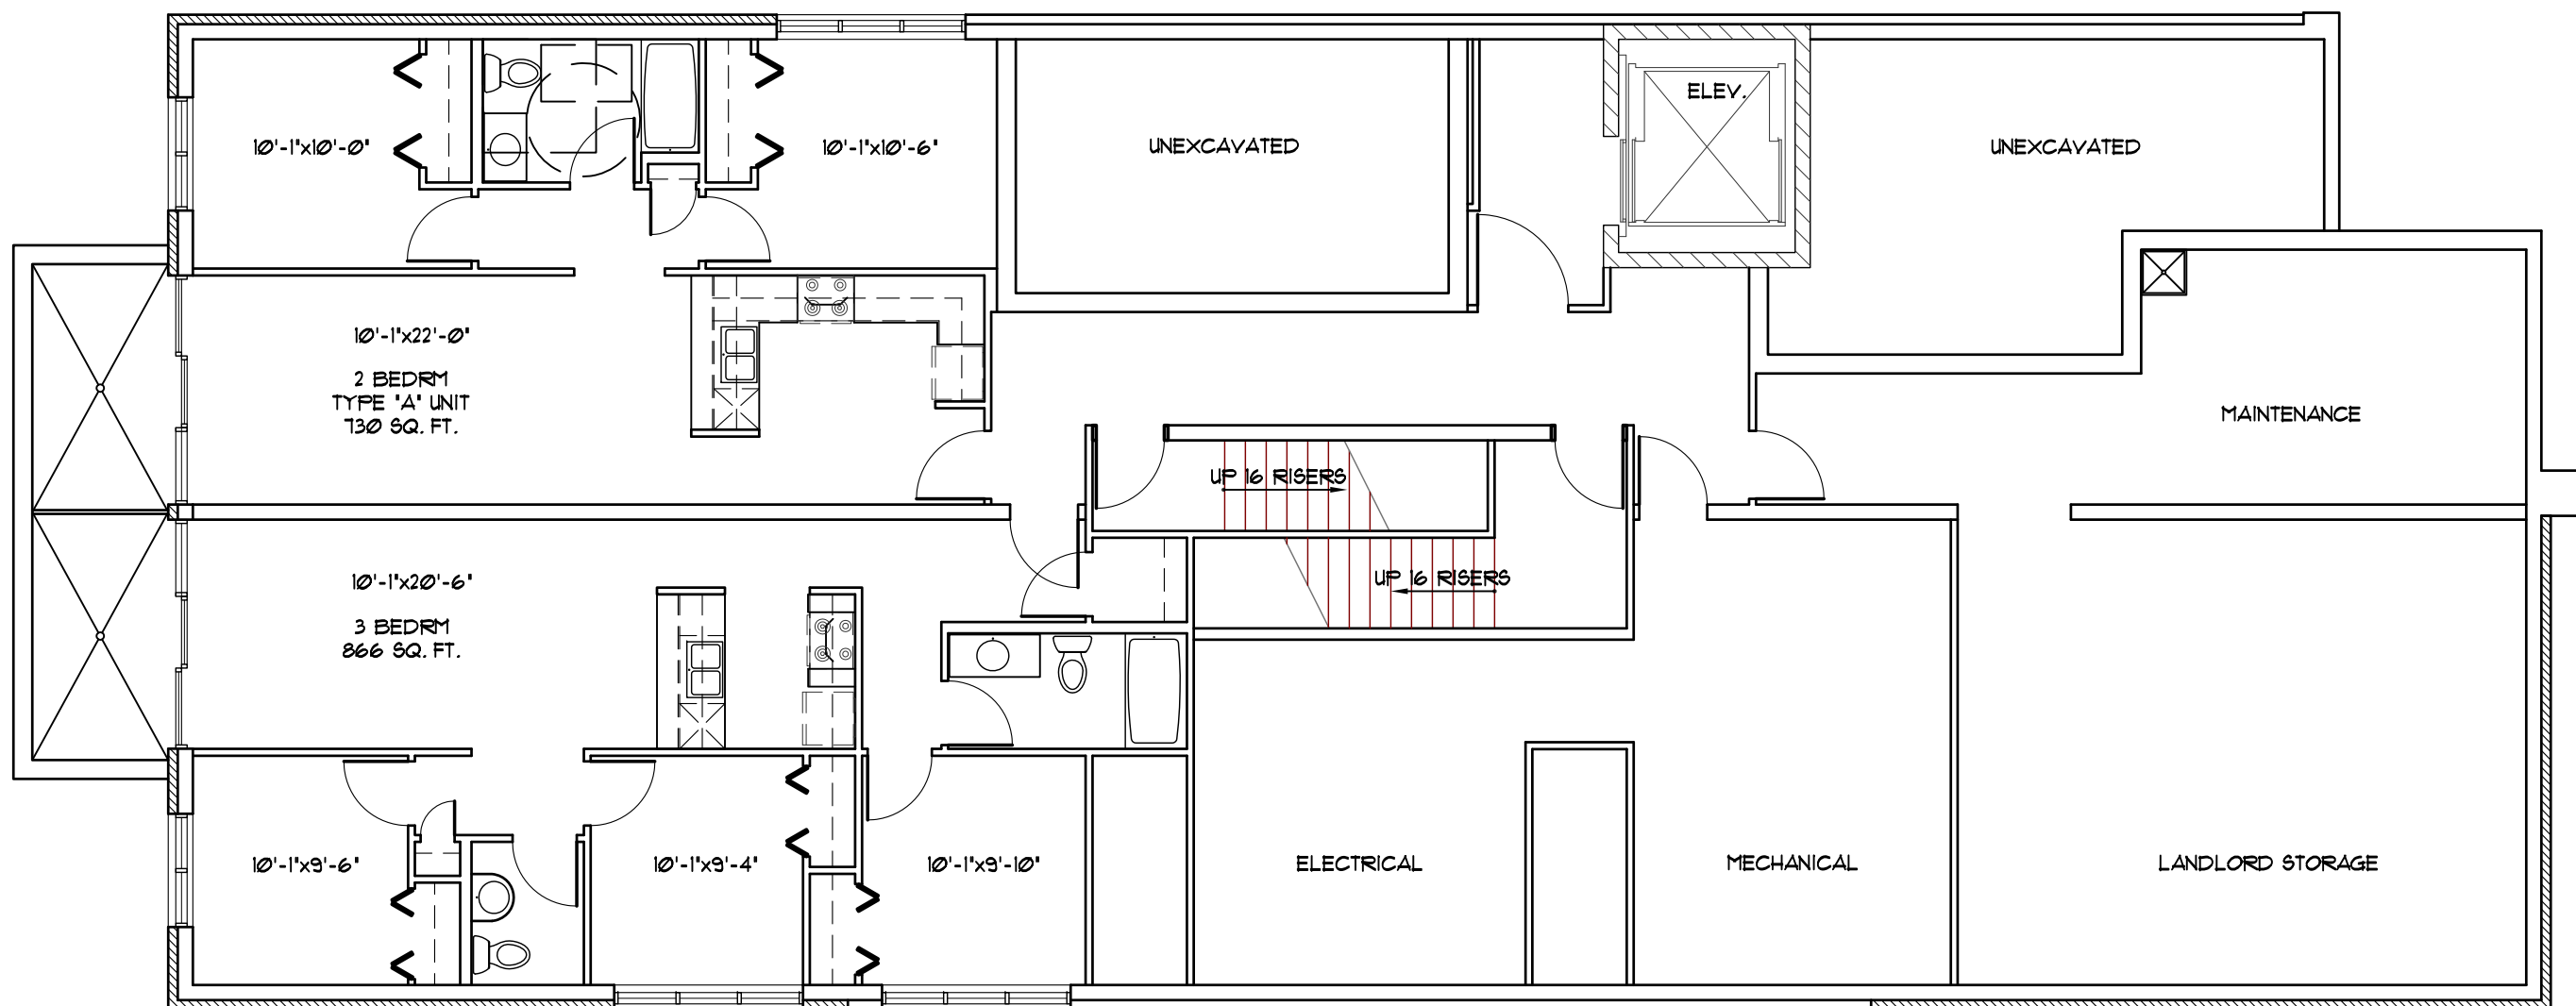 ELEV.
10'-1"x10'-0"
10'-1"x10'-6"
UNEXCAVATED
UNEXCAVATED
10'-1"x22'-0"
2 BEDRM
TYPE "A" UNIT
730 SQ. FT.
MAINTENANCE
UP 16 RISERS
UP 16 RISERS
10'-1"x20'-6"
3 BEDRM
866 SQ. FT.
10'-1"x9'-6"
10'-1"x9'-4"
10'-1"x9'-10"
ELECTRICAL
MECHANICAL
LANDLORD STORAGE